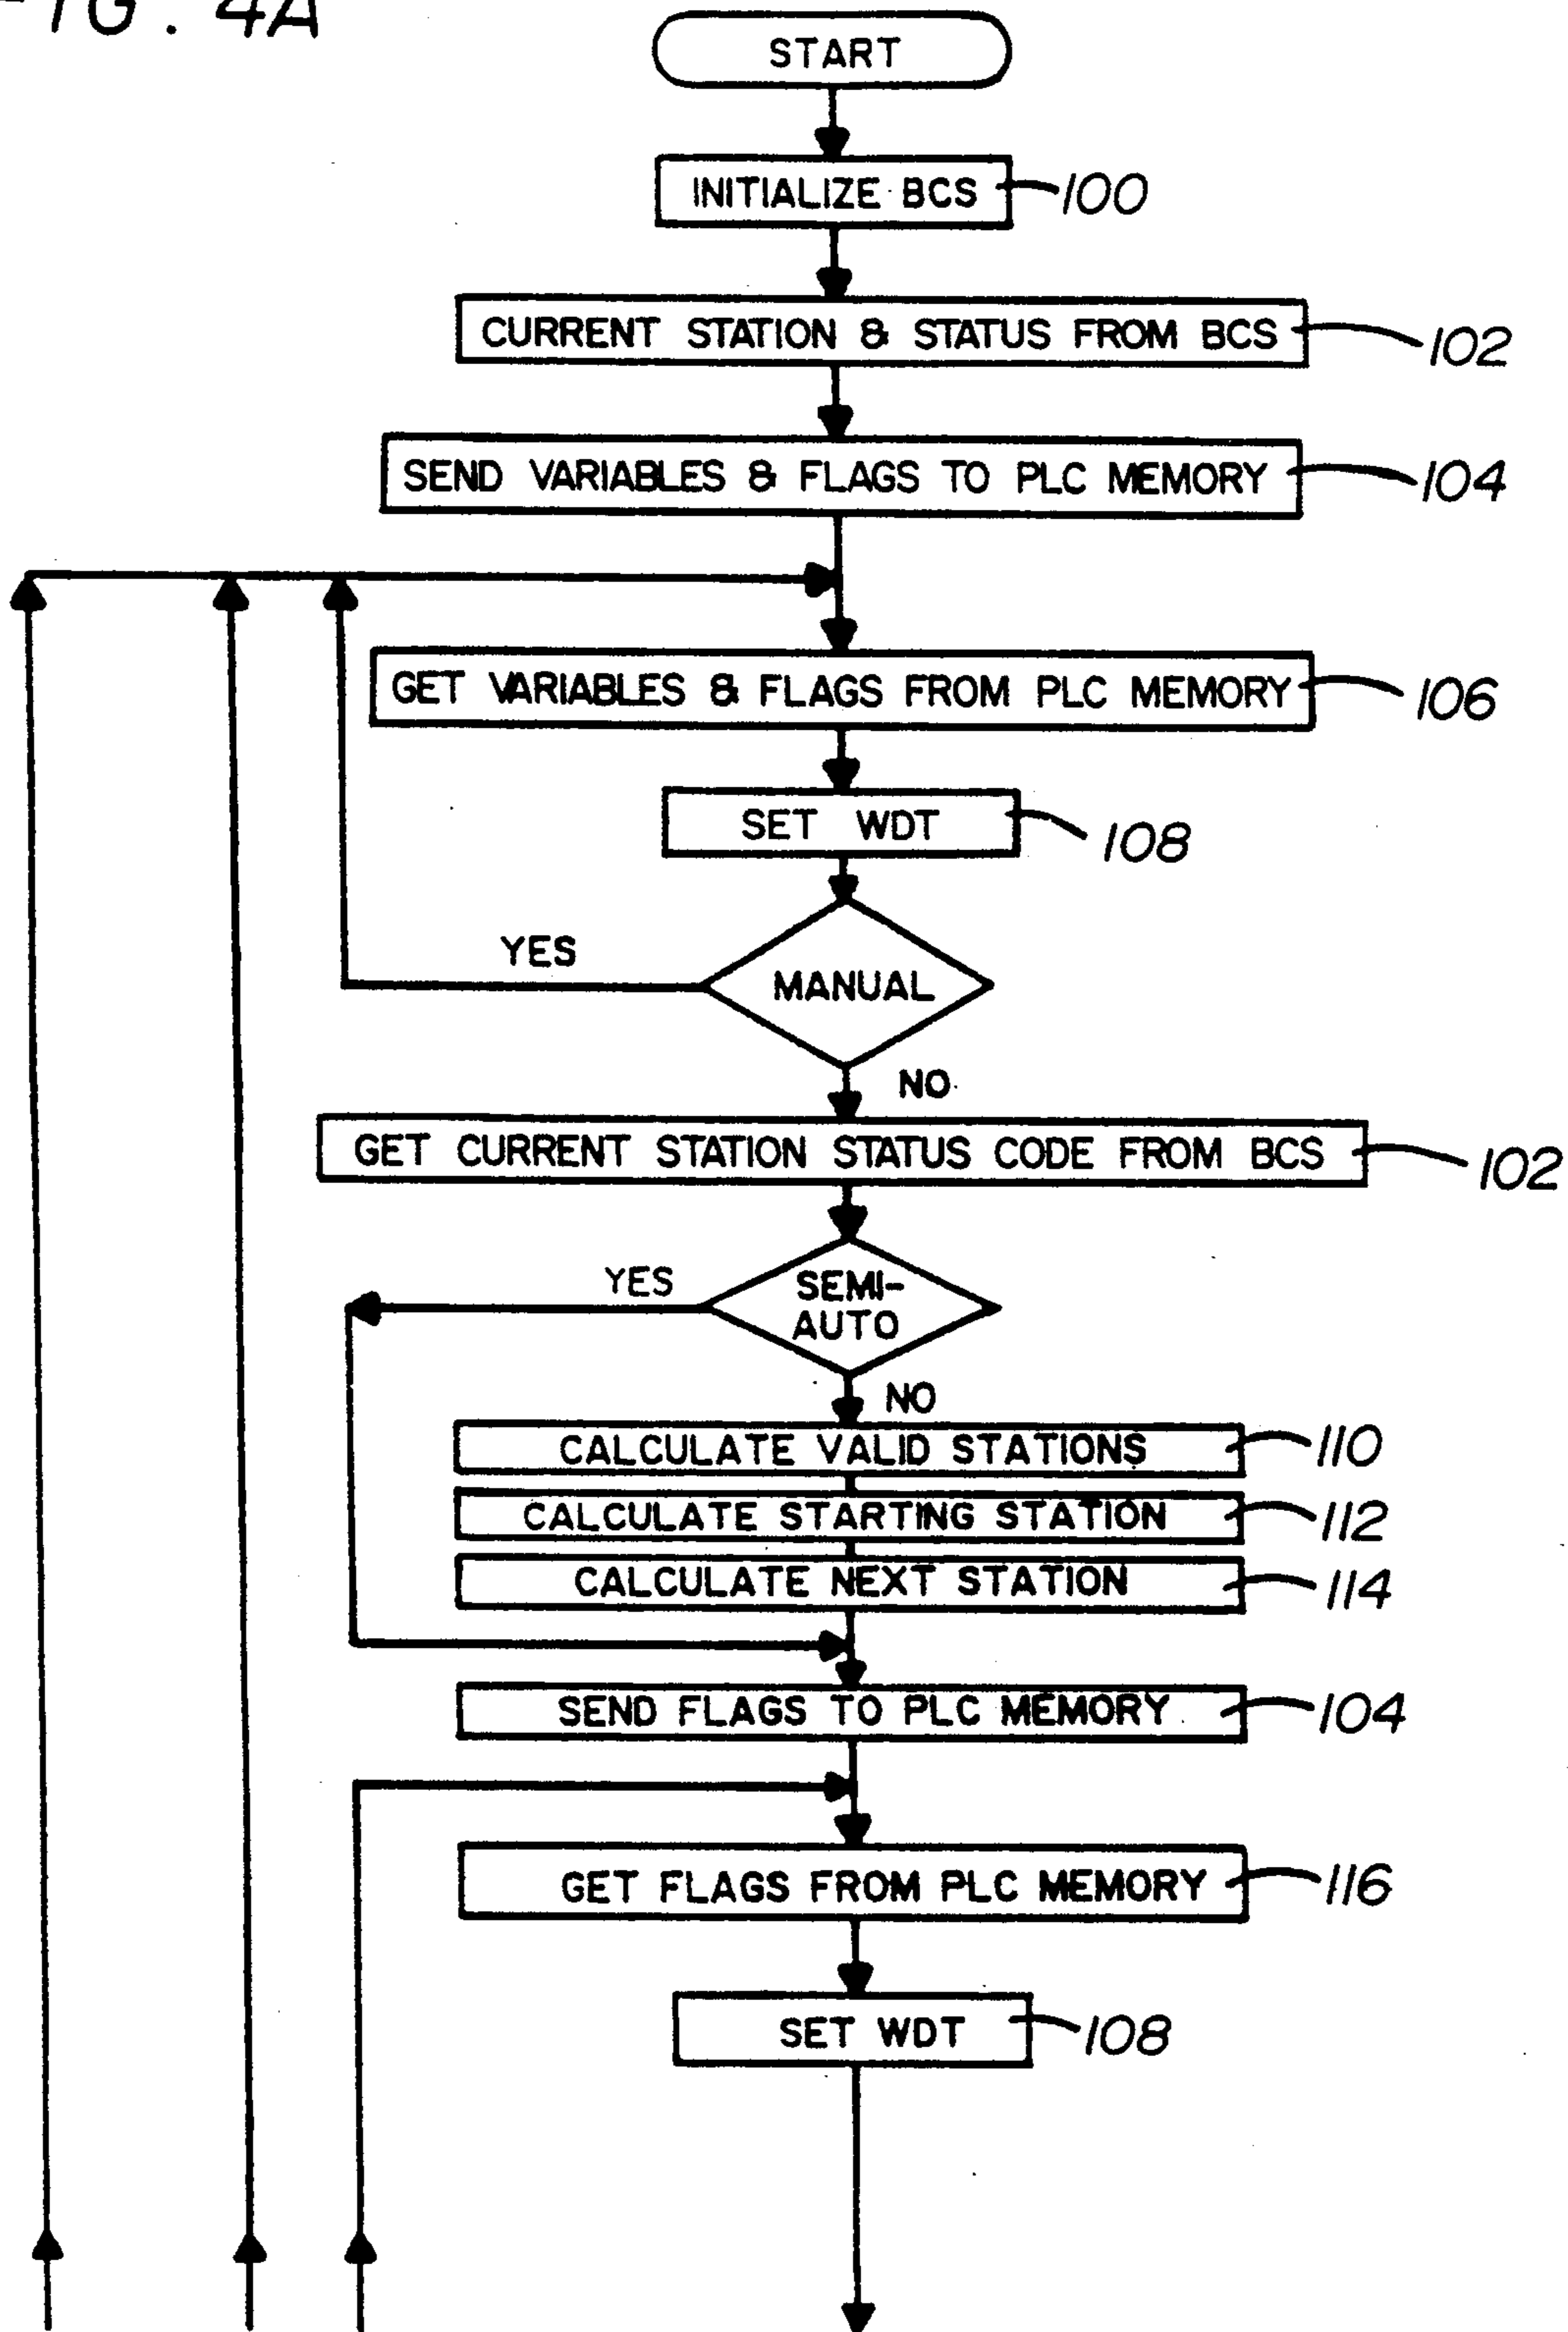 FIG. 4A
START
INITIALIZE BCS
100
CURRENT STATION & STATUS FROM BCS
102
SEND VARIABLES & FLAGS TO PLC MEMORY
104
GET VARIABLES & FLAGS FROM PLC MEMORY
106
SET WDT
108
YES
MANUAL
NO
GET CURRENT STATION STATUS CODE FROM BCS
102
YES
SEMI-
AUTO
NO
CALCULATE VALID STATIONS
110
CALCULATE STARTING STATION
112
CALCULATE NEXT STATION
114
SEND FLAGS TO PLC MEMORY
104
GET FLAGS FROM PLC MEMORY
116
SET WDT
108